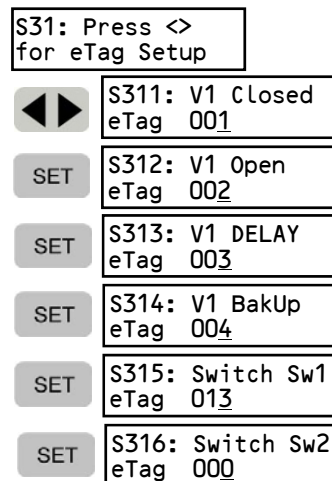 S31: Press <>
for eTag Setup
S311: V1 Closed
eTag 001
SET
S312: V1 Open
eTag 002
SET
S313: V1 DELAY
eTag 003
SET
S314: V1 BakUp
eTag 004
SET
S315: Switch Sw1
eTag 013
SET
S316: Switch Sw2
eTag 000